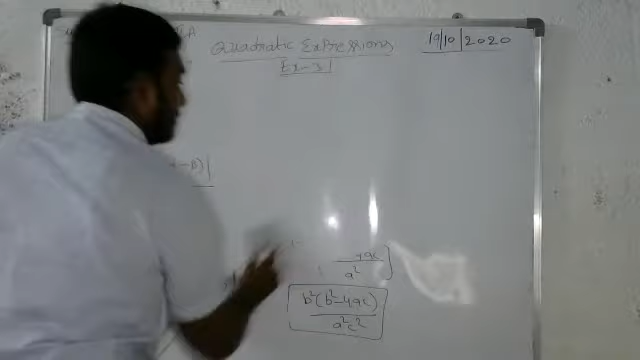 Quadratic Expressions
19|10|2020
Ex-3
-β)|
4ac
a²
b²(b²-4ac)
a²c²